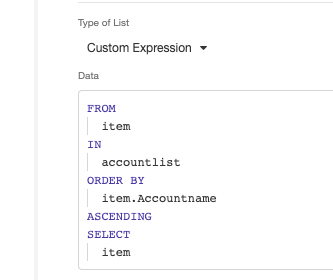 Type of List
Custom Expression
Data
FROM
item
IN
accountlist
ORDER BY
item.Accountname
ASCENDING
SELECT
item